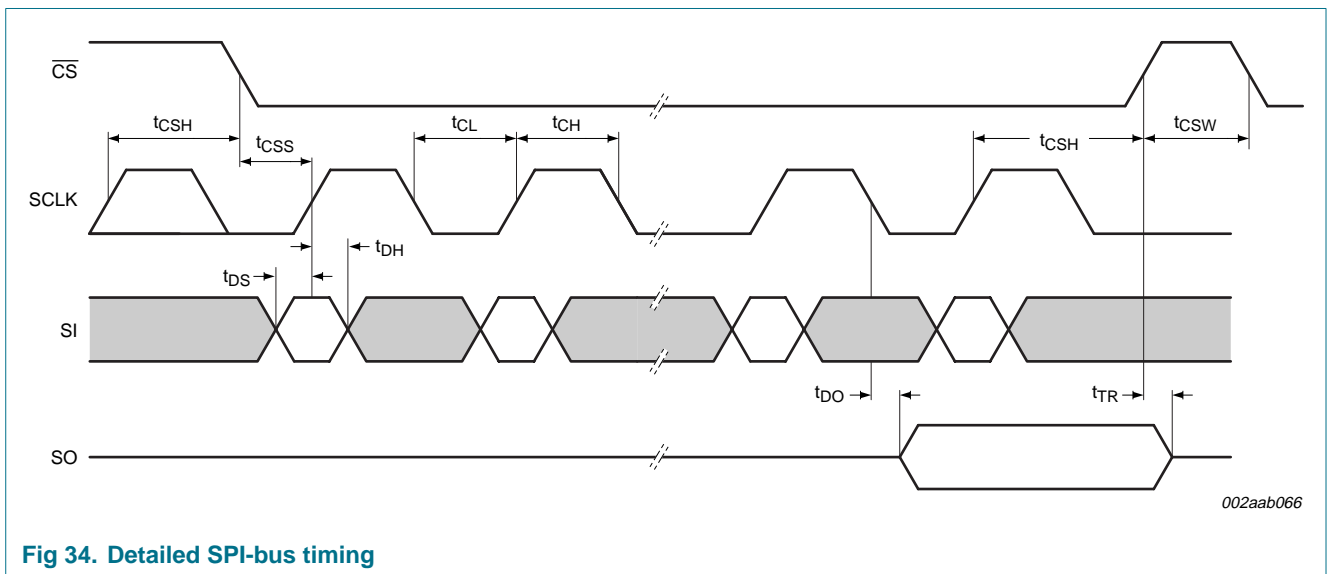 CS
tCSH
tCSS
tCL
tCH
tCSH
tCSW
SCLK
tDH
tDS
SI
tDO
tTR
SO
002aab066
Fig 34. Detailed SPI-bus timing